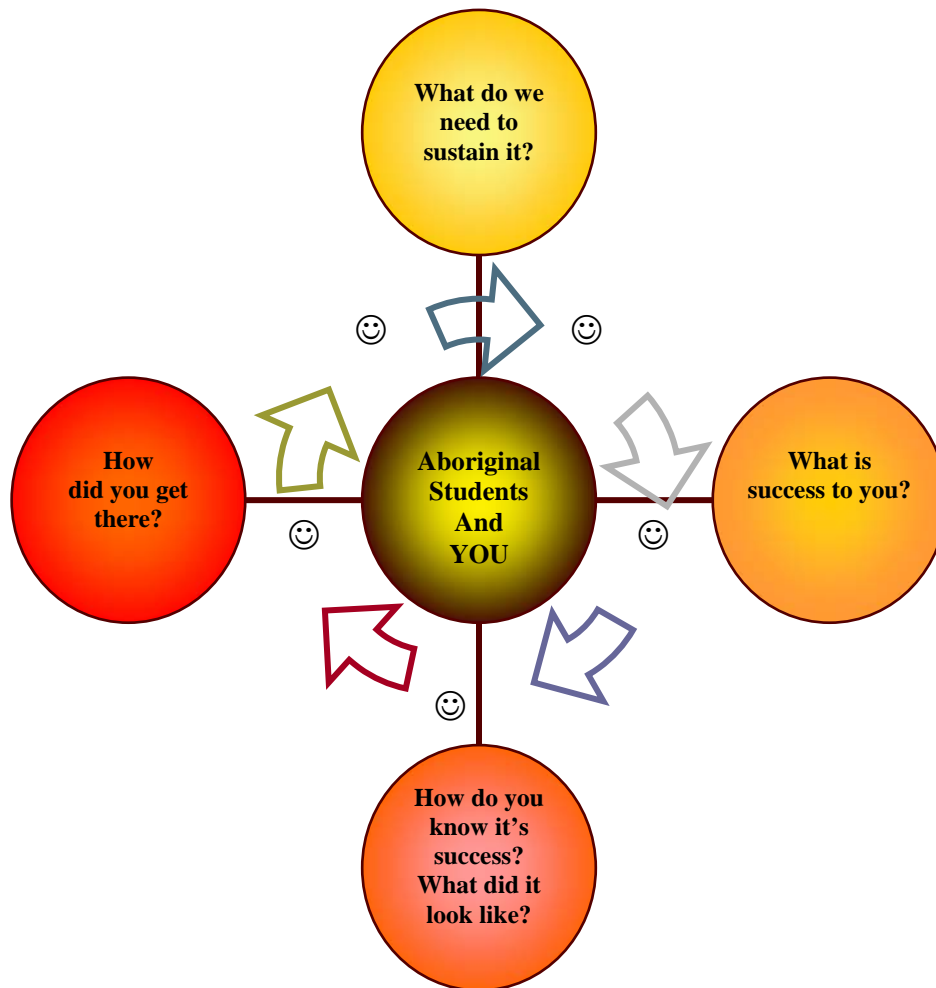 What do we
need to
sustain it?
How
did you get
there?
Aboriginal
Students
And
YOU
What is
success to you?
How do you
know it’s
success?
What did it
look like?